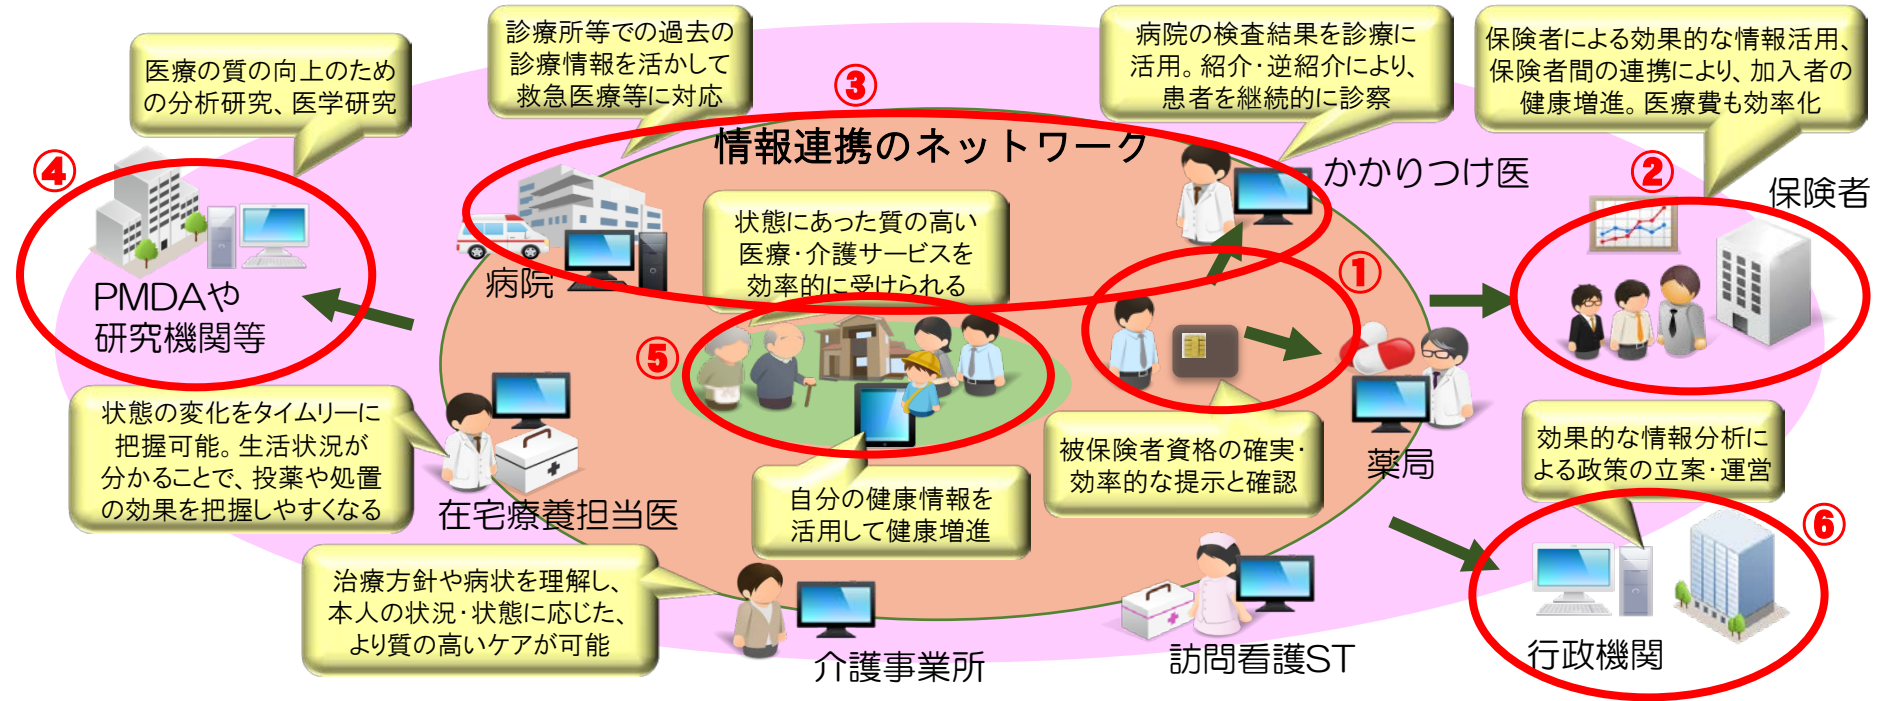 医療の質の向上のため
の分析研究、医学研究
診療所等での過去の
診療情報を活かして
救急医療等に対応
病院の検査結果を診療に
活用。紹介・逆紹介により、
患者を継続的に診察
保険者による効果的な情報活用、
保険者間の連携により、加入者の
健康増進。医療費も効率化
③
情報連携のネットワーク
④
かかりつけ医
②
保険者
状態にあった質の高い
医療・介護サービスを
効率的に受けられる
病院
①
PMDAや
研究機関等
⑤
状態の変化をタイムリーに
把握可能。生活状況が
分かることで、投薬や処置
の効果を把握しやすくなる
在宅療養担当医
自分の健康情報を
活用して健康増進
被保険者資格の確実・
効率的な提示と確認
薬局
効果的な情報分析に
よる政策の立案・運営
⑥
治療方針や病状を理解し、
本人の状況・状態に応じた、
より質の高いケアが可能
介護事業所
訪問看護ST
行政機関